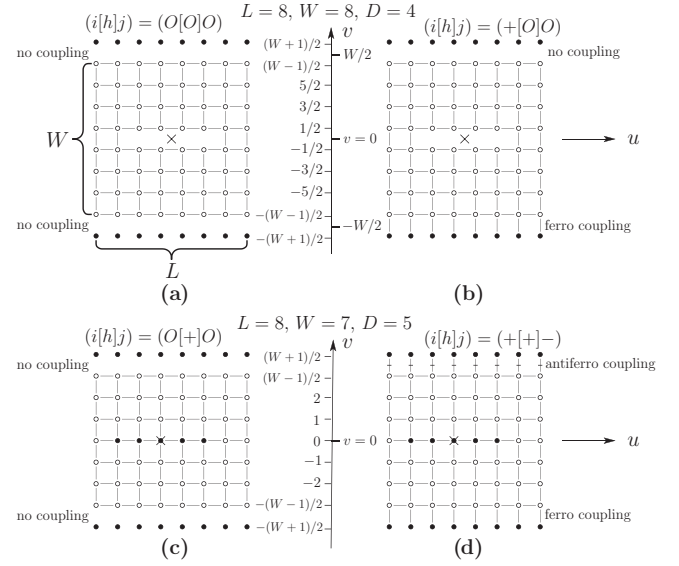 L = 8, W = 8, D = 4
(i[h]j) = (O[O]O)
v
(i[h]j) = (+[O]O)
no coupling
(W + 1)/2
W/2
no coupling
(W − 1)/2
5/2
3/2
W
1/2
v = 0
u
−1/2
−3/2
−5/2
−(W − 1)/2
no coupling
−W/2
ferro coupling
−(W + 1)/2
L
(a)
(b)
L = 8, W = 7, D = 5
(i[h]j) = (O[+]O)
v
(i[h]j) = (+[+]−)
no coupling
(W + 1)/2
antiferro coupling
(W − 1)/2
2
1
0
v = 0
u
−1
−2
−(W − 1)/2
no coupling
−(W + 1)/2
ferro coupling
(c)
(d)